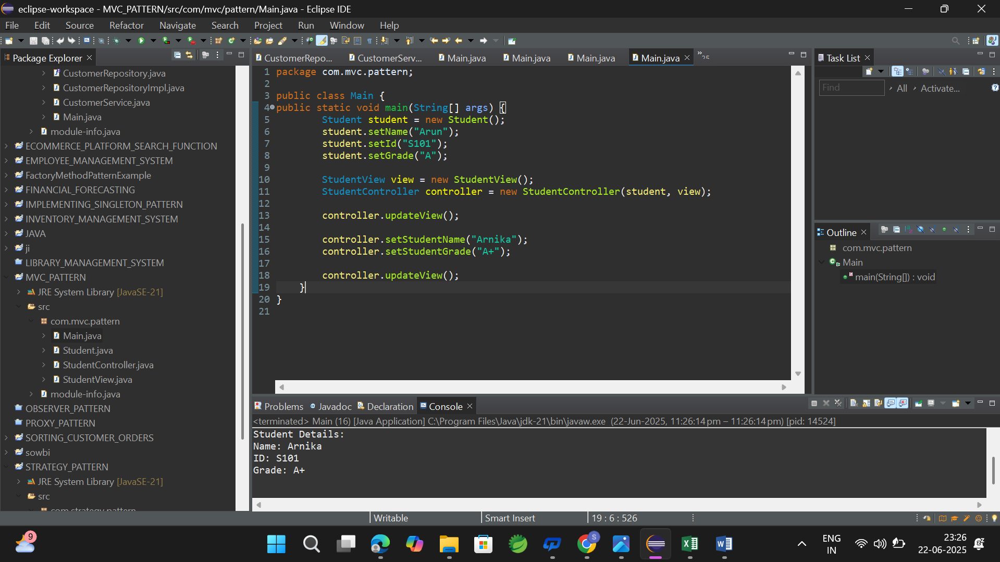 eclipse-workspace - MVC_PATTERN/src/com/mvc/pattern/Main.java - Eclipse IDE
File Edit Source Refactor Navigate Search Project Run Window Help
Package Explorer
CustomerRepository.java
CustomerRepositoryImpl.java
CustomerService.java
Main.java
module-info.java
ECOMMERCE_PLATFORM_SEARCH_FUNCTION
EMPLOYEE_MANAGEMENT_SYSTEM
FactoryMethodPatternExample
FINANCIAL_FORECASTING
IMPLEMENTING_SINGLETON_PATTERN
INVENTORY_MANAGEMENT_SYSTEM
JAVA
ji
LIBRARY_MANAGEMENT_SYSTEM
MVC_PATTERN
JRE System Library [JavaSE-21]
src
com.mvc.pattern
Main.java
Student.java
StudentController.java
StudentView.java
module-info.java
OBSERVER_PATTERN
PROXY_PATTERN
SORTING_CUSTOMER_ORDERS
sowbi
STRATEGY_PATTERN
JRE System Library [JavaSE-21]
src
com.strategy.pattern
CustomerRepo... CustomerServ... Main.java Main.java Main.java Main.java »25
1 package com.mvc.pattern;
2
3 public class Main {
4 public static void main(String[] args) {
5 Student student = new Student();
6 student.setName("Arun");
7 student.setId("S101");
8 student.setGrade("A");
9
10 StudentView view = new StudentView();
11 StudentController controller = new StudentController(student, view);
12
13 controller.updateView();
14
15 controller.setStudentName("Arnika");
16 controller.setStudentGrade("A+");
17
18 controller.updateView();
19 }
20 }
21
Task List
Find All Activate...
Outline
com.mvc.pattern
Main
main(String[]) : void
Problems Javadoc Declaration Console
<terminated> Main (16) [Java Application] C:\Program Files\Java\jdk-21\bin\javaw.exe (22-Jun-2025, 11:26:14 pm – 11:26:14 pm) [pid: 14524]
Student Details:
Name: Arnika
ID: S101
Grade: A+
Writable Smart Insert 19 : 6 : 526
9
S
ENG
IN
23:26
22-06-2025